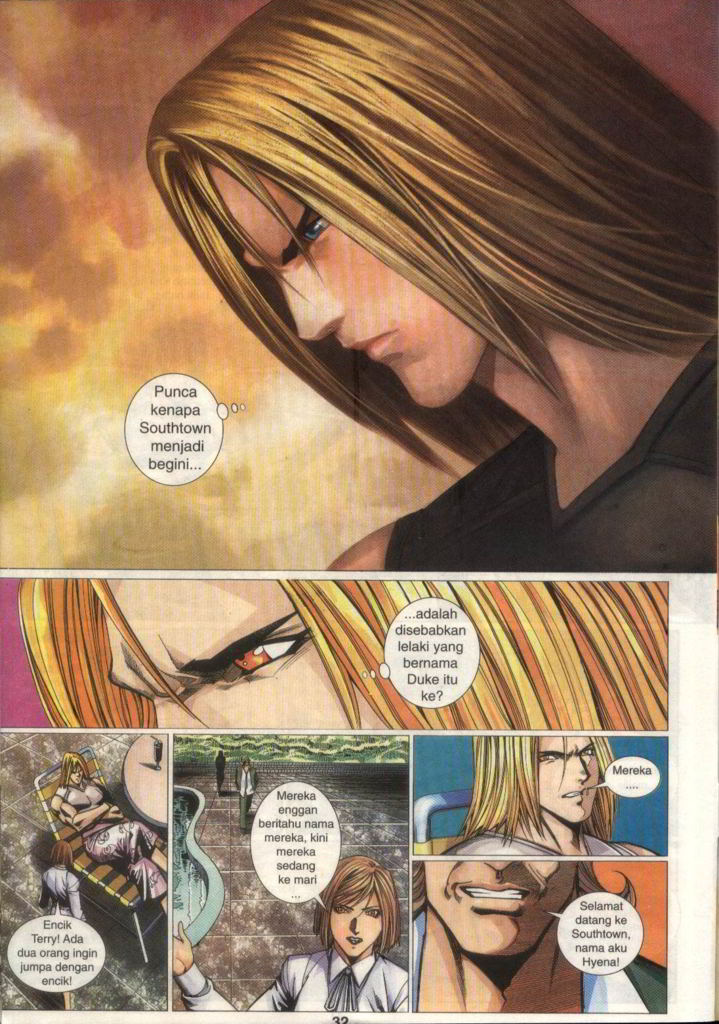 Punca
kenapa
Southtown
menjadi
begini...
...adalah
disebabkan
lelaki yang
bernama
Duke itu
ke?
Encik
Terry! Ada
dua orang ingin
jumpa dengan
encik!
Mereka
enggan
beritahu nama
mereka, kini
mereka
sedang
ke mari
...
Mereka
....
Selamat
datang ke
Southtown,
nama aku
Hyena!
32